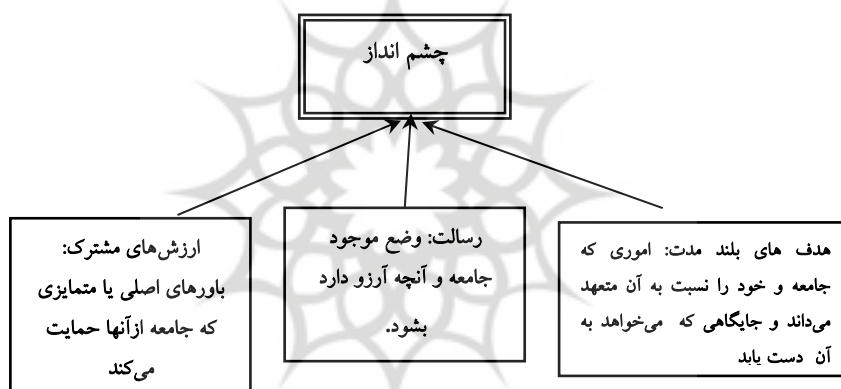 چشم انداز
هدف های بلند مدت: اموری که
جامعه و خود را نسبت به آن متعهد
می‌داند و جایگاهی که می‌خواهد به
آن دست یابد
رسالت: وضع موجود
جامعه و آنچه آرزو دارد
بشود.
ارزش‌های مشترک:
باورهای اصلی یا متمایزی
که جامعه ازآنها حمایت
می‌کند